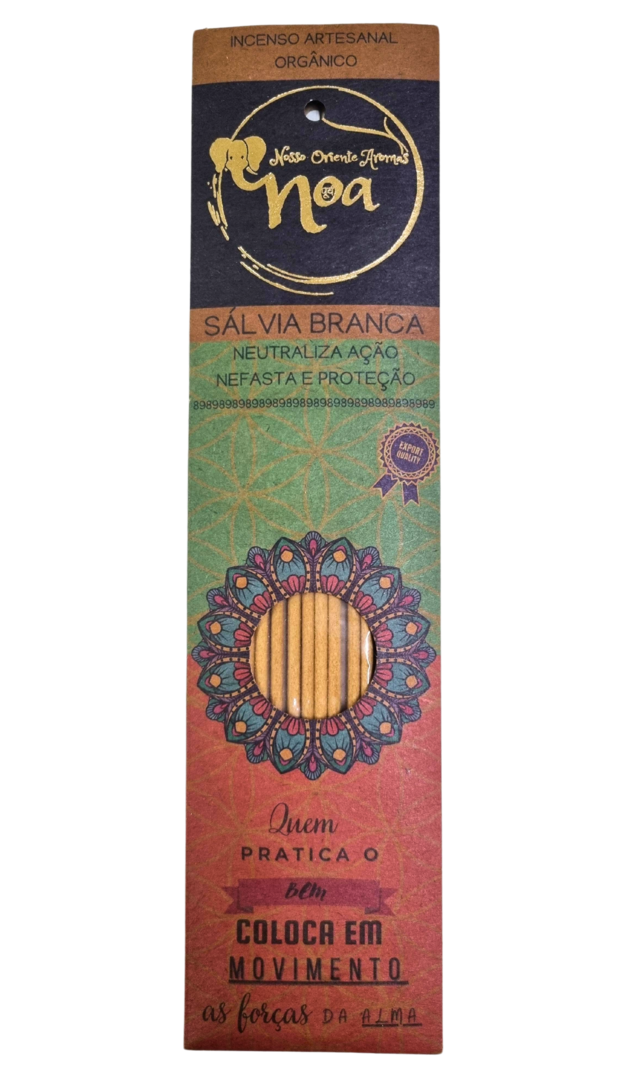 INCENSO ARTESANAL
ORGÂNICO
Nosso Oriente Aromas
noa
SÁLVIA BRANCA
NEUTRALIZA AÇÃO
NEFASTA E PROTEÇÃO
EXPORT
QUALITY
Quem
PRATICA O
BEM
COLOCA EM
MOVIMENTO
as forças DA ALMA